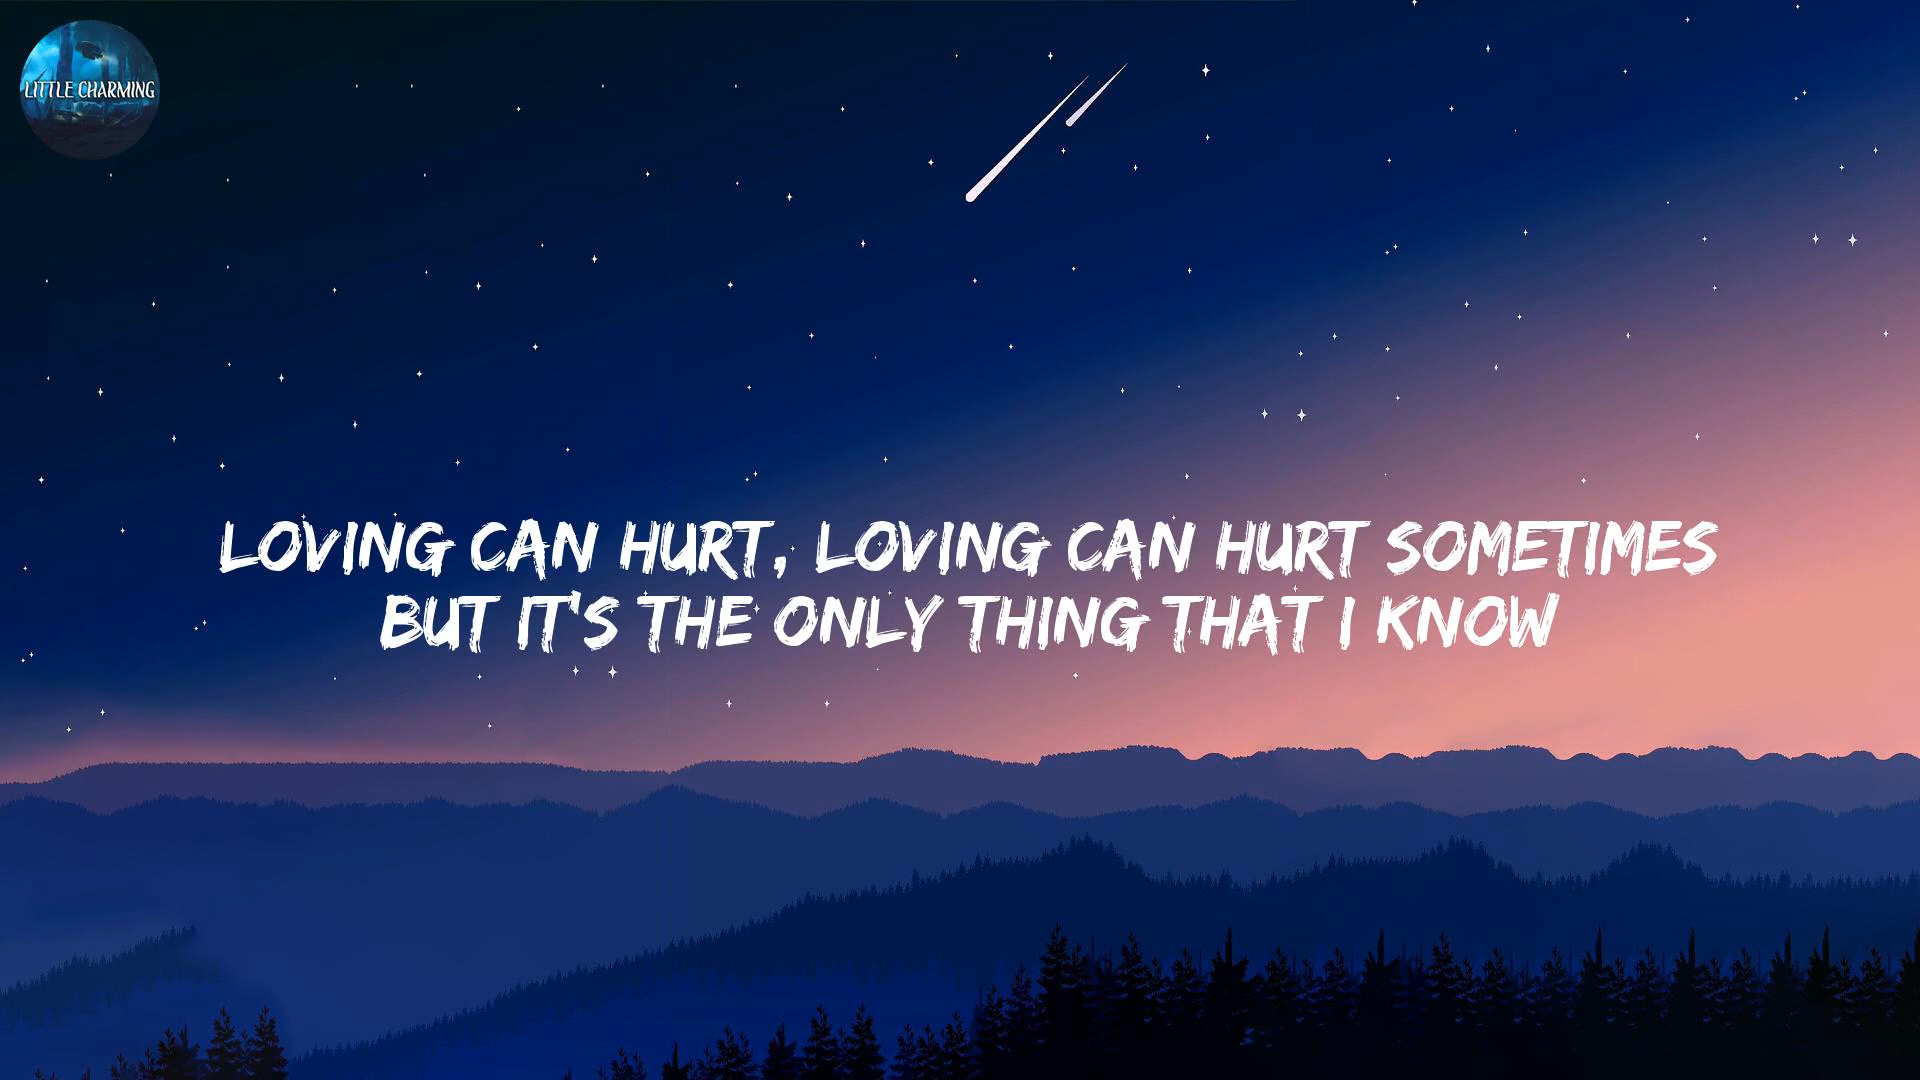 LITTLE CHARMING
LOVING CAN HURT, LOVING CAN HURT SOMETIMES
BUT IT'S THE ONLY THING THAT I KNOW